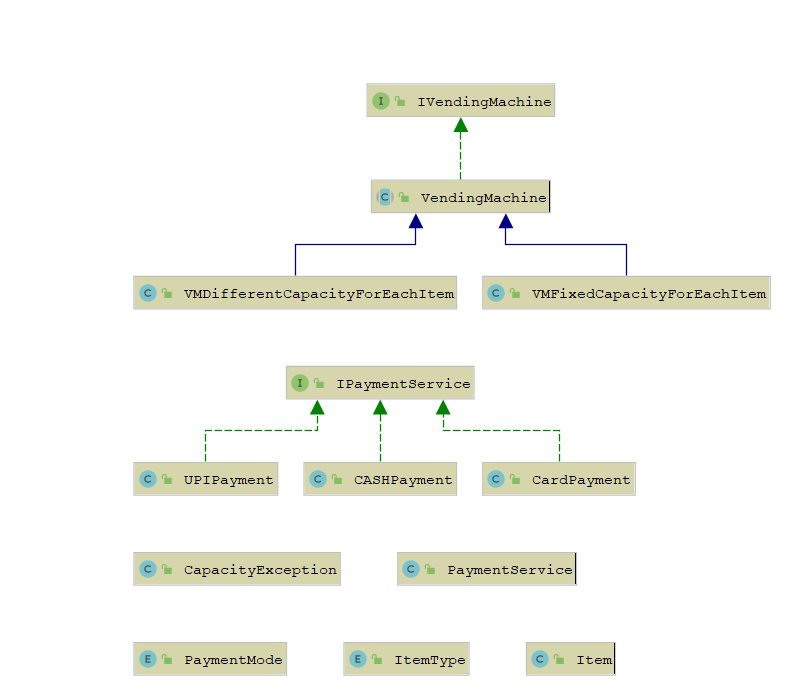 I IVendingMachine
C VendingMachine
C VMDifferentCapacityForEachItem C VMFixedCapacityForEachItem
I IPaymentService
C UPIPayment C CASHPayment C CardPayment
C CapacityException C PaymentService
E PaymentMode E ItemType C Item